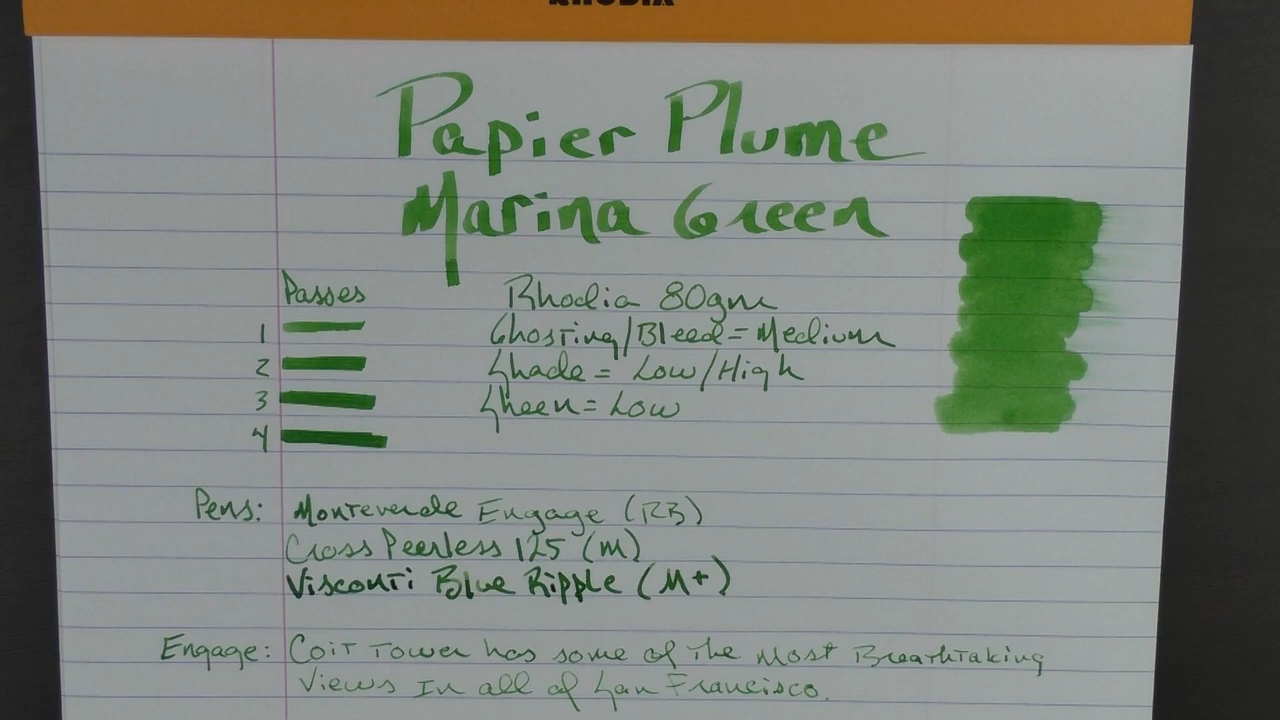 RHODIA
Papier Plume
Marina Green
Passes
Rhodia 80gm
1
Ghosting/Bleed = Medium
2
Shade = Low/High
3
Sheen = Low
4
Pens: Monteverde Engage (RB)
Cross Peerless 125 (M)
Visconti Blue Ripple (M+)
Engage: Coit Tower has some of the Most Breathtaking
Views In all of San Francisco.